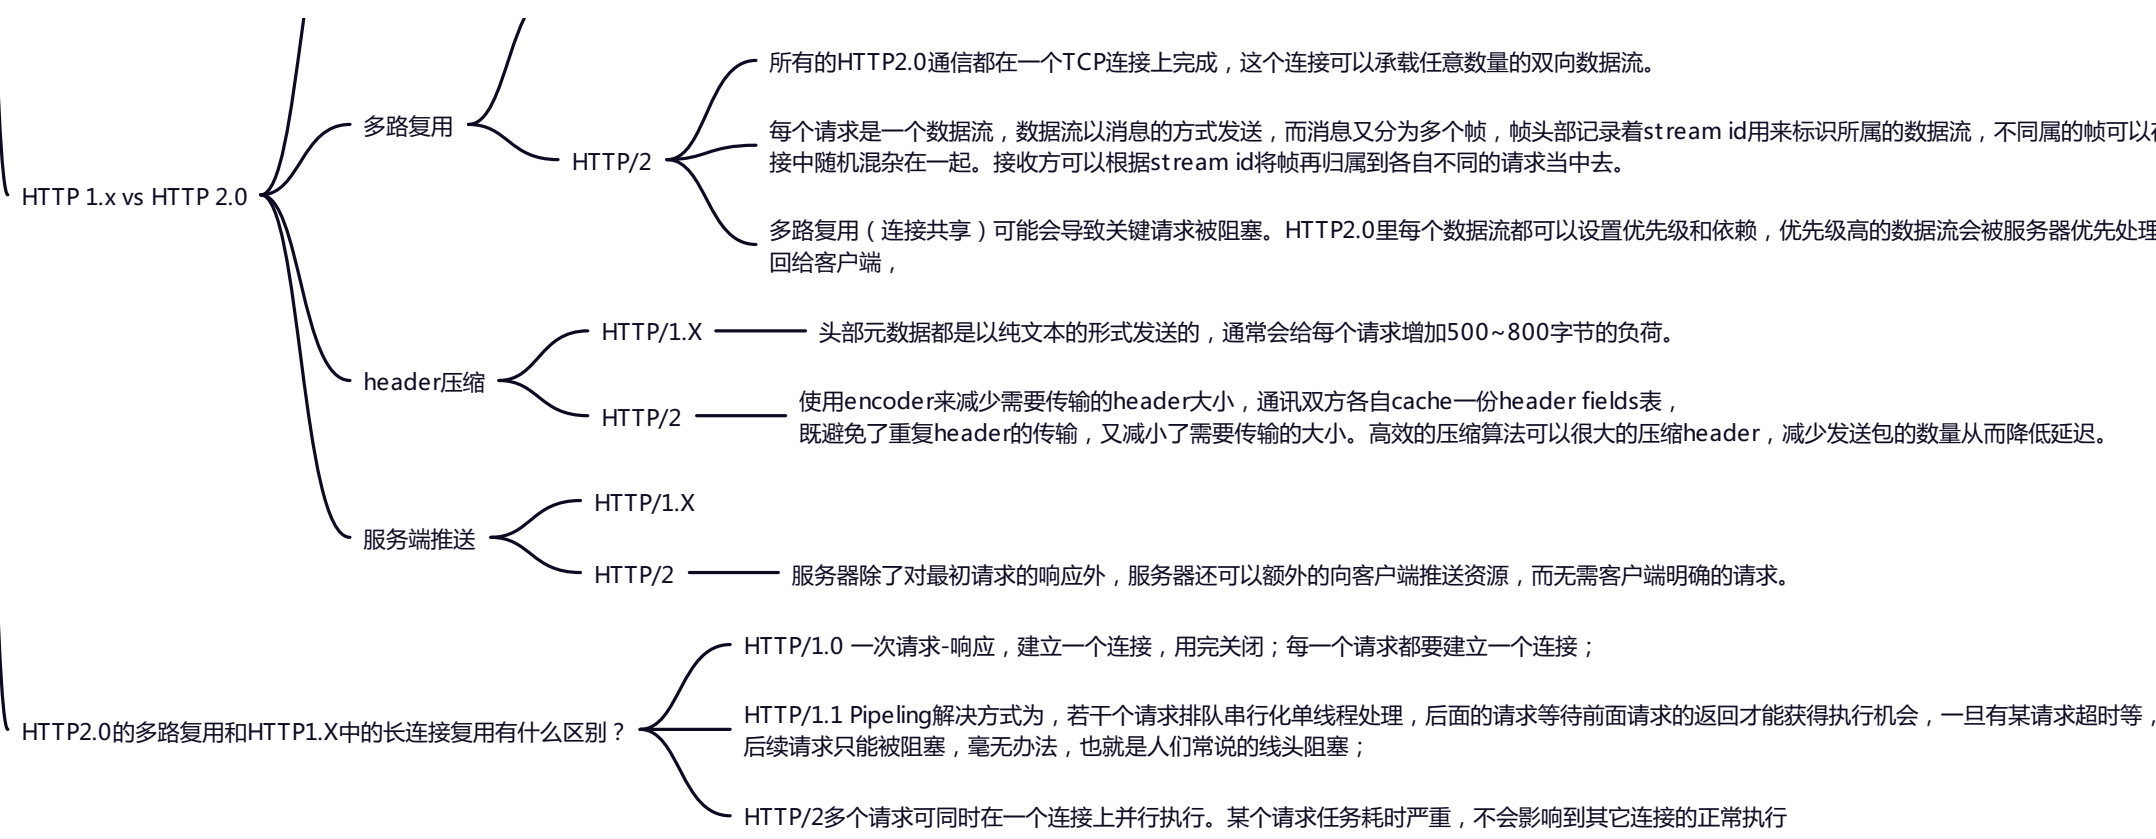 所有的HTTP2.0通信都在一个TCP连接上完成，这个连接可以承载任意数量的双向数据流。
多路复用
HTTP/2
每个请求是一个数据流，数据流以消息的方式发送，而消息又分为多个帧，帧头部记录着stream id用来标识所属的数据流，不同属的帧可以
接中随机混杂在一起。接收方可以根据stream id将帧再归属到各自不同的请求当中去。
HTTP 1.x vs HTTP 2.0
多路复用（连接共享）可能会导致关键请求被阻塞。HTTP2.0里每个数据流都可以设置优先级和依赖，优先级高的数据流会被服务器优先处理
回给客户端，
header压缩
HTTP/1.X
头部元数据都是以纯文本的形式发送的，通常会给每个请求增加500~800字节的负荷。
HTTP/2
使用encoder来减少需要传输的header大小，通讯双方各自cache一份header fields表，
既避免了重复header的传输，又减小了需要传输的大小。高效的压缩算法可以很大的压缩header，减少发送包的数量从而降低延迟。
服务端推送
HTTP/1.X
HTTP/2
服务器除了对最初请求的响应外，服务器还可以额外的向客户端推送资源，而无需客户端明确的请求。
HTTP2.0的多路复用和HTTP1.X中的长连接复用有什么区别？
HTTP/1.0 一次请求-响应，建立一个连接，用完关闭；每一个请求都要建立一个连接；
HTTP/1.1 Pipeling解决方式为，若干个请求排队串行化单线程处理，后面的请求等待前面请求的返回才能获得执行机会，一旦有某请求超时等，
后续请求只能被阻塞，毫无办法，也就是人们常说的线头阻塞；
HTTP/2多个请求可同时在一个连接上并行执行。某个请求任务耗时严重，不会影响到其它连接的正常执行